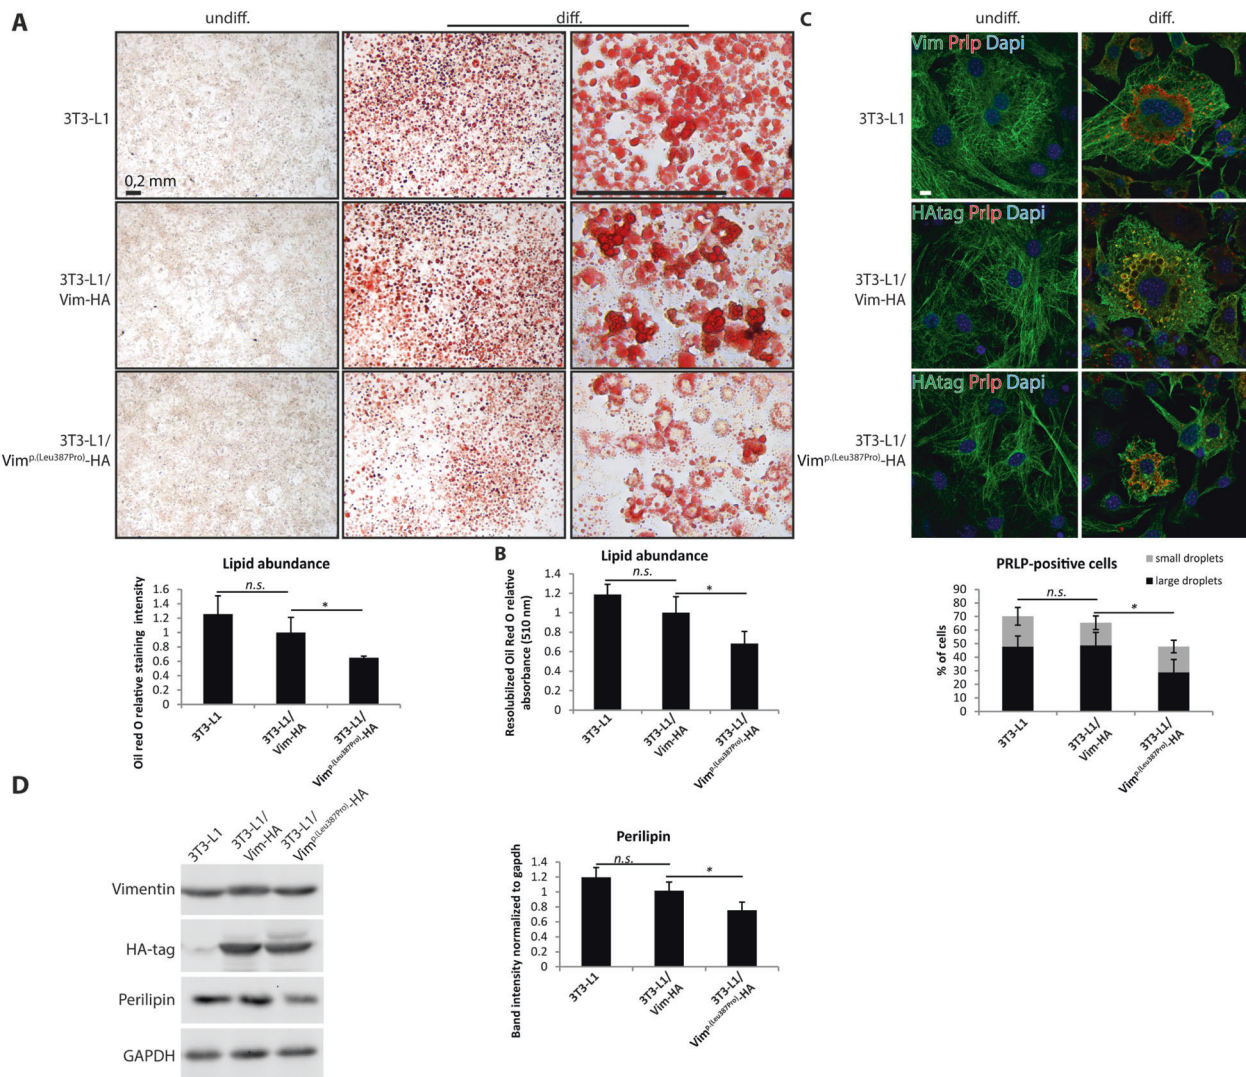 A
undiff.
diff.
3T3-L1
0,2 mm
3T3-L1/
Vim-HA
3T3-L1/
Vimp.(Leu387Pro)-HA
Lipid abundance
Oil red O relative staining intensity
1.6
1.4
1.2
1
0.8
0.6
0.4
0.2
0
n.s.
*
3T3-L1
3T3-L1/
Vim-HA
3T3-L1/
Vimp.(Leu387Pro)-HA
B
Lipid abundance
Resolubilized Oil Red O relative
absorbance (510 nm)
1.4
1.2
1
0.8
0.6
0.4
0.2
0
n.s.
*
3T3-L1
3T3-L1/
Vim-HA
3T3-L1/
Vimp.(Leu387Pro)-HA
C
undiff.
diff.
3T3-L1
Vim Prlp Dapi
3T3-L1/
Vim-HA
HAtag Prlp Dapi
3T3-L1/
Vimp.(Leu387Pro)-HA
HAtag Prlp Dapi
PRLP-positive cells
small droplets
large droplets
% of cells
90
80
70
60
50
40
30
20
10
0
n.s.
*
3T3-L1
3T3-L1/
Vim-HA
3T3-L1/
Vimp.(Leu387Pro)-HA
D
3T3-L1
3T3-L1/
Vim-HA
3T3-L1/
Vimp.(Leu387Pro)-HA
Vimentin
HA-tag
Perilipin
GAPDH
Perilipin
Band intensity normalized to gapdh
1.4
1.2
1
0.8
0.6
0.4
0.2
0
n.s.
*
3T3-L1
3T3-L1/
Vim-HA
3T3-L1/
Vimp.(Leu387Pro)-HA